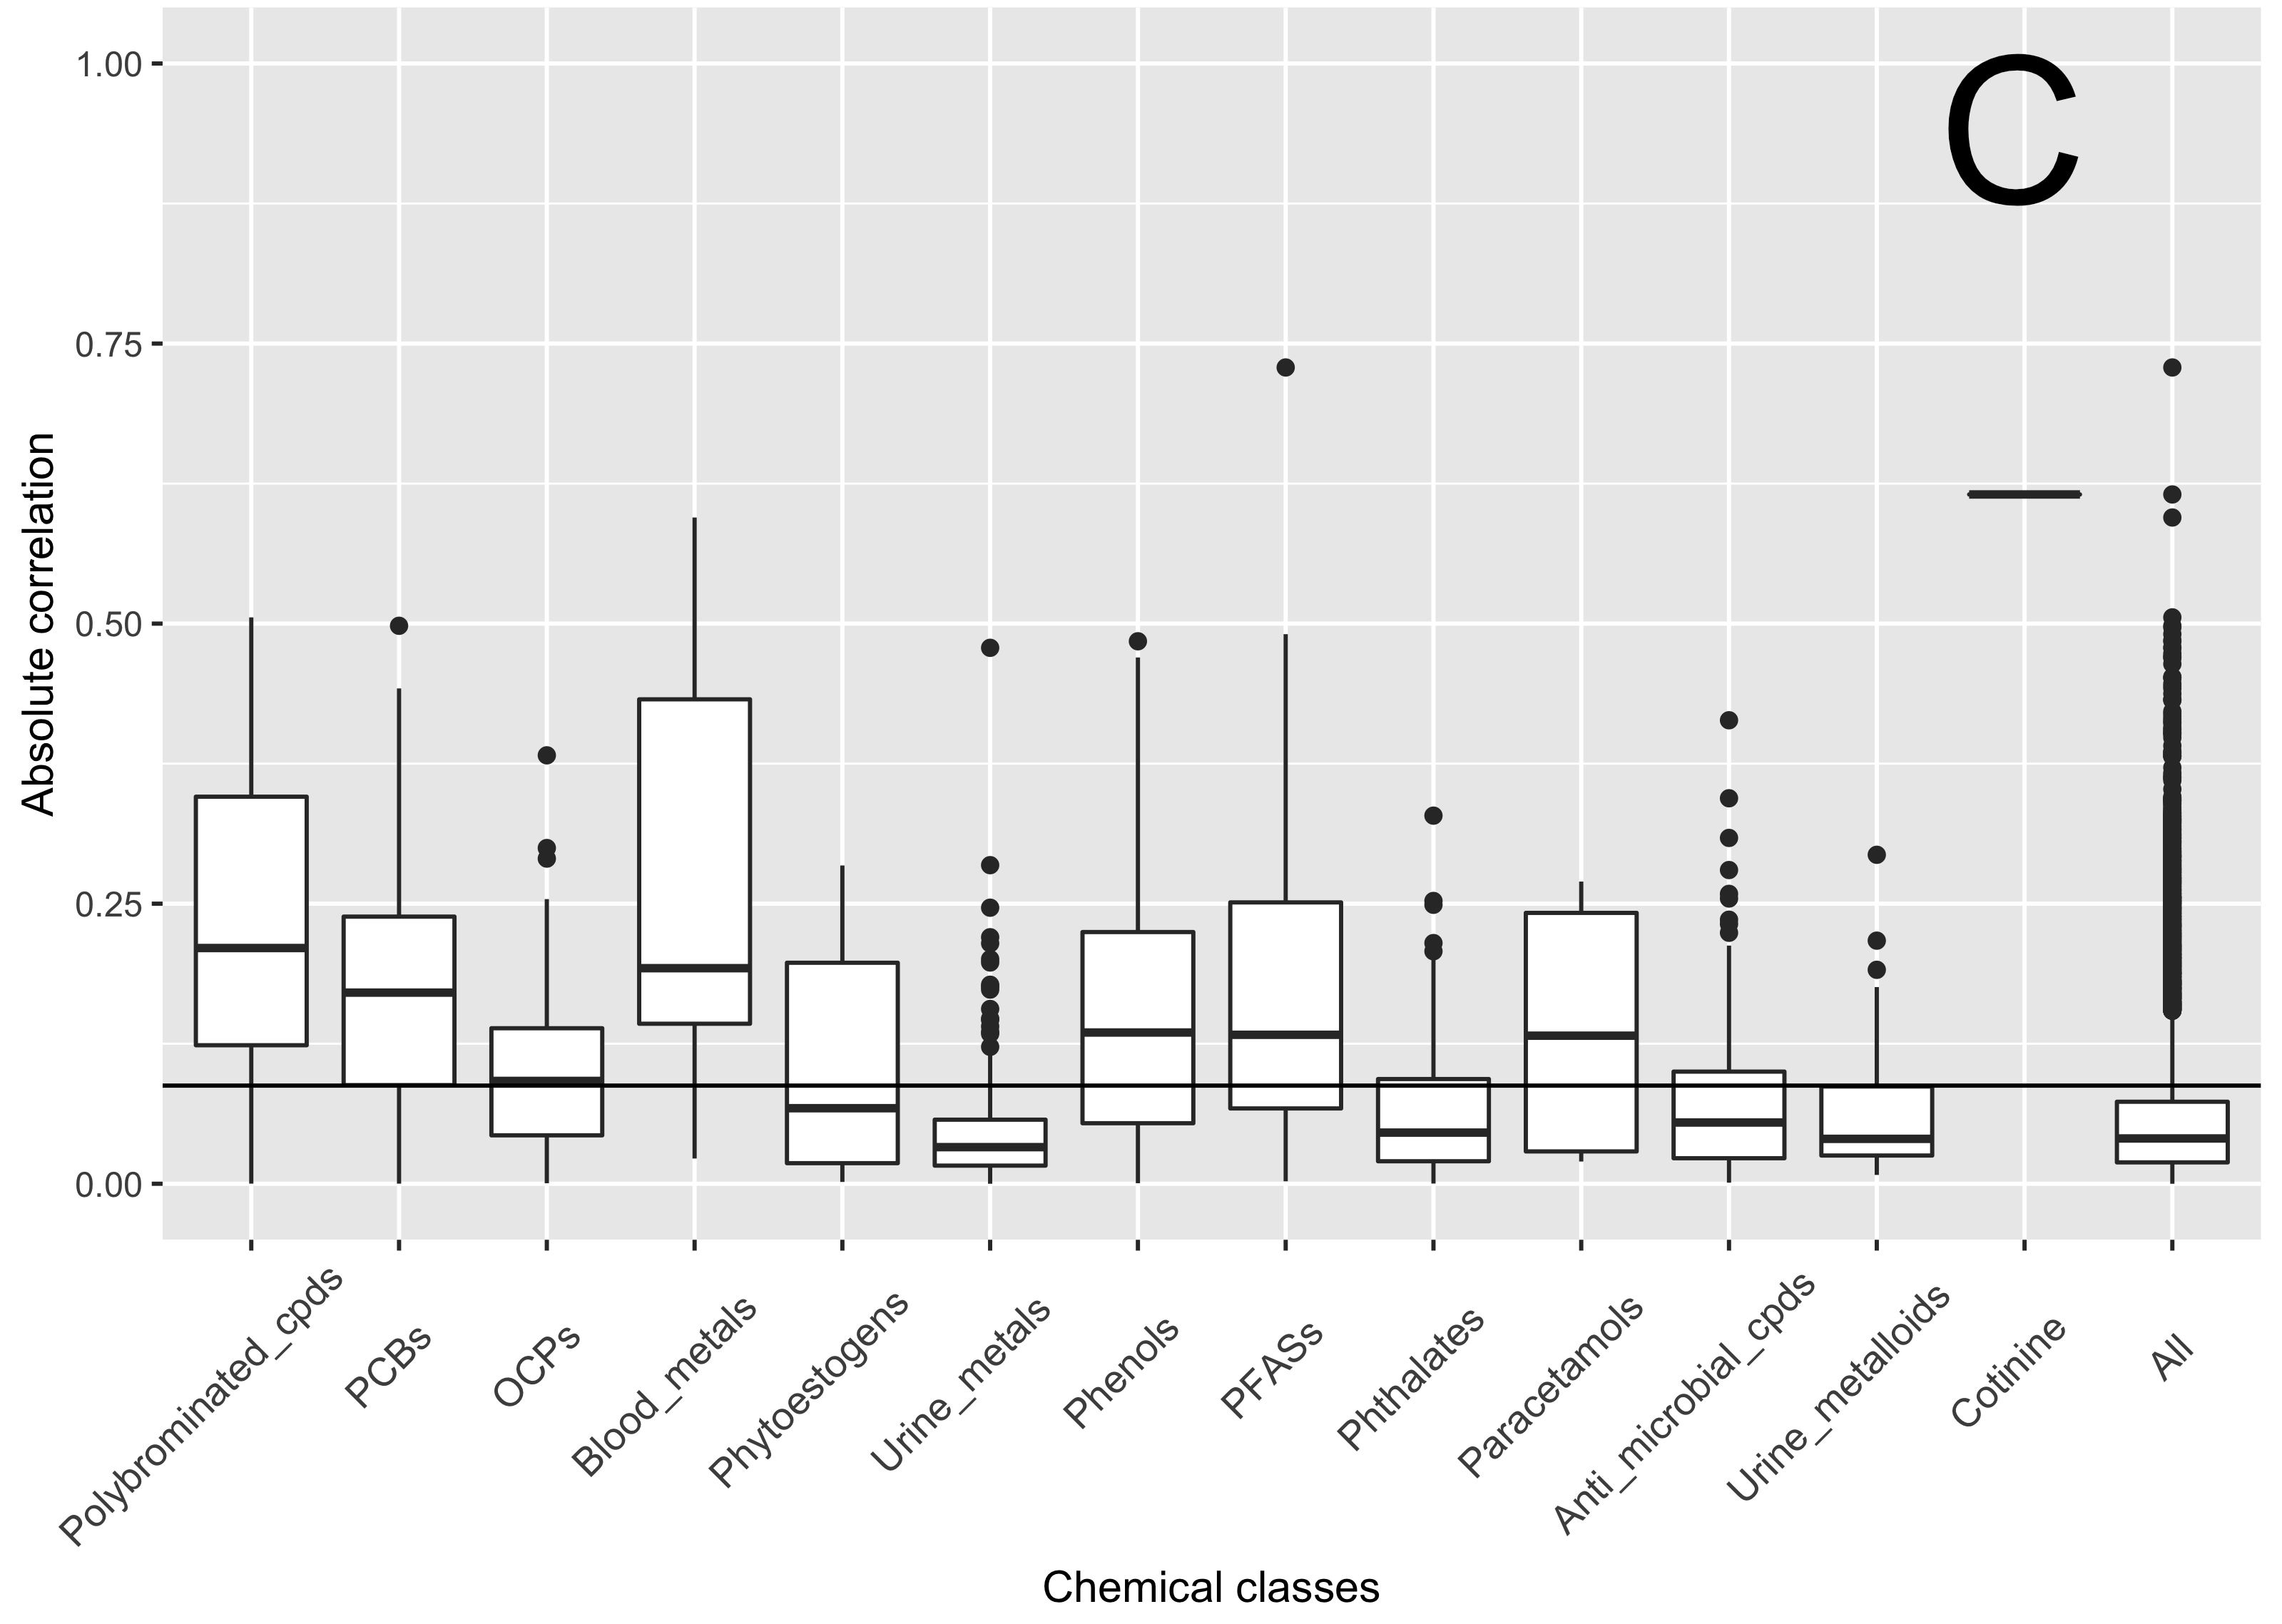 C
1.00
0.75
0.50
0.25
0.00
Absolute correlation
Polybrominated_cpds
PCBs
OCPs
Blood_metals
Phytoestogens
Urine_metals
Phenols
PFASs
Phthalates
Paracetamols
Anti_microbial_cpds
Urine_metalloids
Cotinine
All
Chemical classes